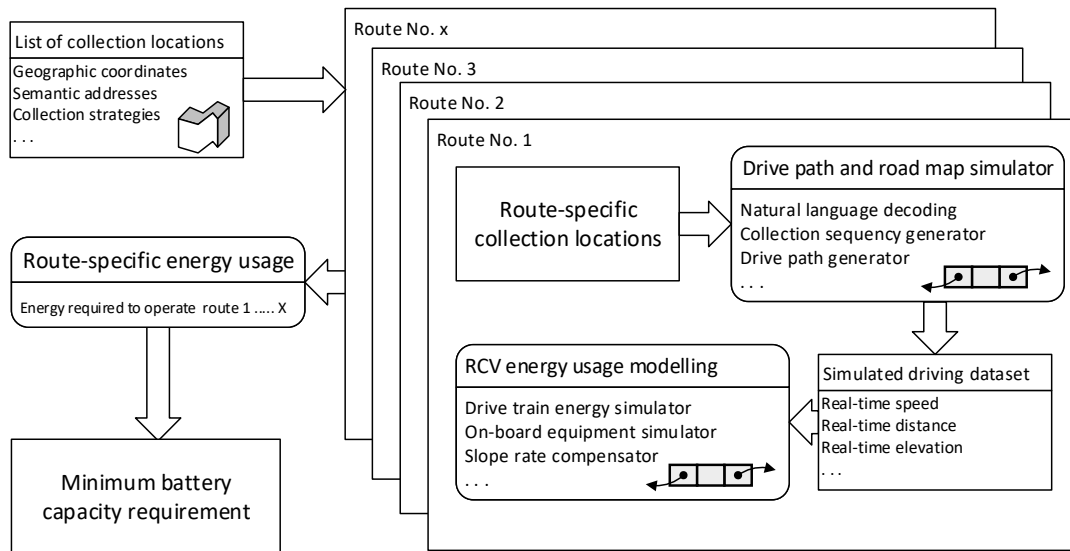 List of collection locations
Geographic coordinates
Semantic addresses
Collection strategies
. . .
Route No. x
Route No. 3
Route No. 2
Route No. 1
Route-specific
collection locations
Drive path and road map simulator
Natural language decoding
Collection sequency generator
Drive path generator
. . .
Simulated driving dataset
Real-time speed
Real-time distance
Real-time elevation
. . .
RCV energy usage modelling
Drive train energy simulator
On-board equipment simulator
Slope rate compensator
. . .
Route-specific energy usage
Energy required to operate route 1 ..... X
Minimum battery
capacity requirement